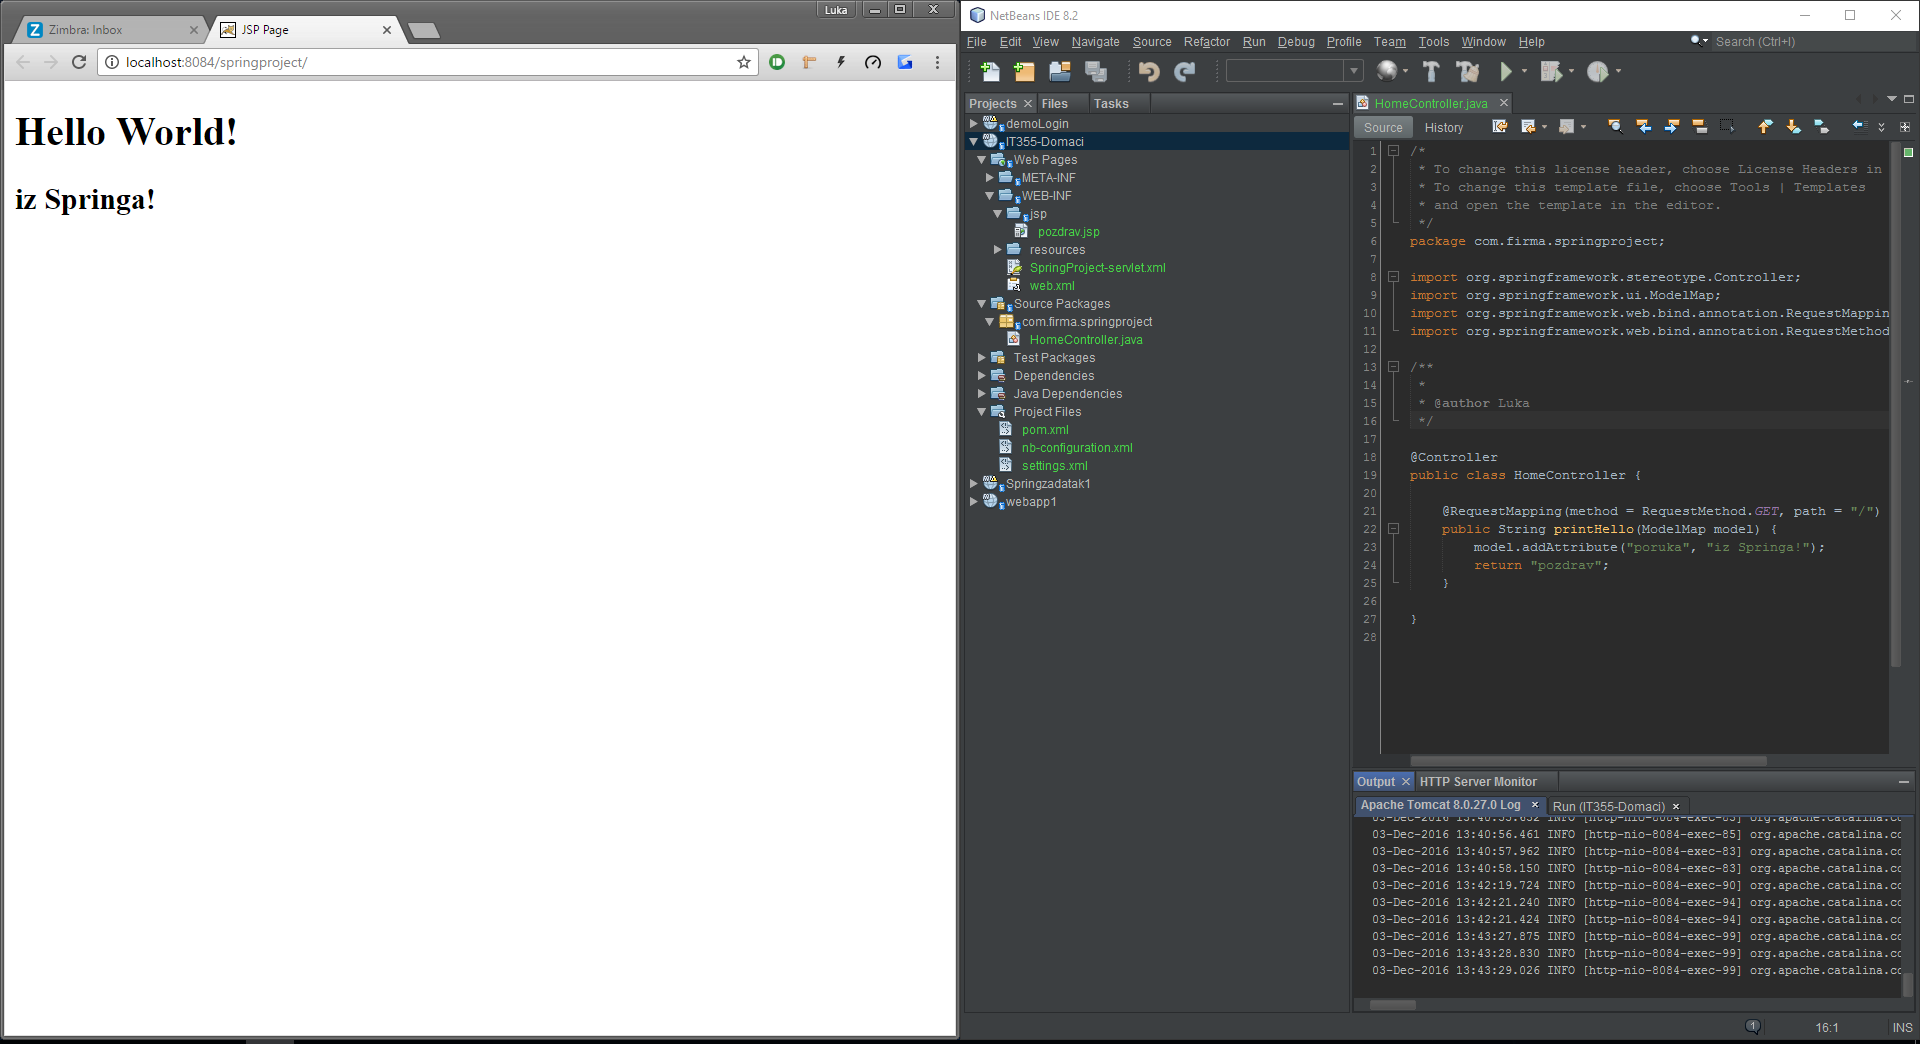 Luka
Zimbra: Inbox
JSP Page
localhost:8084/springproject/
Hello World!
iz Springa!
NetBeans IDE 8.2
File Edit View Navigate Source Refactor Run Debug Profile Team Tools Window Help
Search (Ctrl+I)
Projects Files Tasks
demoLogin
IT355-Domaci
Web Pages
META-INF
WEB-INF
jsp
pozdrav.jsp
resources
SpringProject-servlet.xml
web.xml
Source Packages
com.firma.springproject
HomeController.java
Test Packages
Dependencies
Java Dependencies
Project Files
pom.xml
nb-configuration.xml
settings.xml
Springzadatak1
webapp1
HomeController.java
Source History
1 /*
2 * To change this license header, choose License Headers in
3 * To change this template file, choose Tools | Templates
4 * and open the template in the editor.
5 */
6 package com.firma.springproject;
7
8 import org.springframework.stereotype.Controller;
9 import org.springframework.ui.ModelMap;
10 import org.springframework.web.bind.annotation.RequestMappin
11 import org.springframework.web.bind.annotation.RequestMethod
12
13 /**
14 *
15 * @author Luka
16 */
17
18 @Controller
19 public class HomeController {
20
21 @RequestMapping(method = RequestMethod.GET, path = "/")
22 public String printHello(ModelMap model) {
23 model.addAttribute("poruka", "iz Springa!");
24 return "pozdrav";
25 }
26
27 }
28
Output HTTP Server Monitor
Apache Tomcat 8.0.27.0 Log Run (IT355-Domaci)
03-Dec-2016 13:40:56.461 INFO [http-nio-8084-exec-85] org.apache.catalina.co
03-Dec-2016 13:40:57.962 INFO [http-nio-8084-exec-83] org.apache.catalina.co
03-Dec-2016 13:40:58.150 INFO [http-nio-8084-exec-83] org.apache.catalina.co
03-Dec-2016 13:42:19.724 INFO [http-nio-8084-exec-90] org.apache.catalina.co
03-Dec-2016 13:42:21.240 INFO [http-nio-8084-exec-94] org.apache.catalina.co
03-Dec-2016 13:42:21.424 INFO [http-nio-8084-exec-94] org.apache.catalina.co
03-Dec-2016 13:43:27.875 INFO [http-nio-8084-exec-99] org.apache.catalina.co
03-Dec-2016 13:43:28.830 INFO [http-nio-8084-exec-99] org.apache.catalina.co
03-Dec-2016 13:43:29.026 INFO [http-nio-8084-exec-99] org.apache.catalina.co
1 16:1 INS